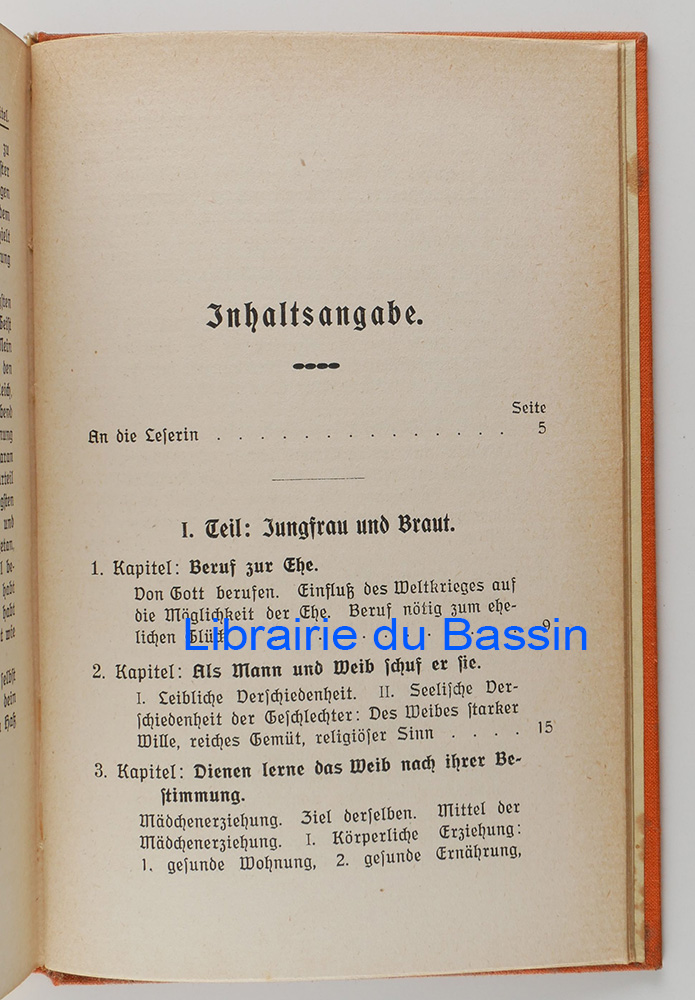 Inhaltsangabe.
Seite
An die Leserin . . . . . . . . . . . . . . 5
I. Teil: Jungfrau und Braut.
1. Kapitel: Beruf zur Ehe.
Von Gott berufen. Einfluß des Weltkrieges auf
die Möglichkeit der Ehe. Beruf nötig zum ehe-
lichen Glück . . . . . 9
Librairie du Bassin
2. Kapitel: Als Mann und Weib schuf er sie.
I. Leibliche Verschiedenheit. II. Seelische Ver-
schiedenheit der Geschlechter: Des Weibes starker
Wille, reiches Gemüt, religiöser Sinn . . . . 15
3. Kapitel: Dienen lerne das Weib nach ihrer Be-
stimmung.
Mädchenerziehung. Ziel derselben. Mittel der
Mädchenerziehung. I. Körperliche Erziehung:
1. gesunde Wohnung, 2. gesunde Ernährung,